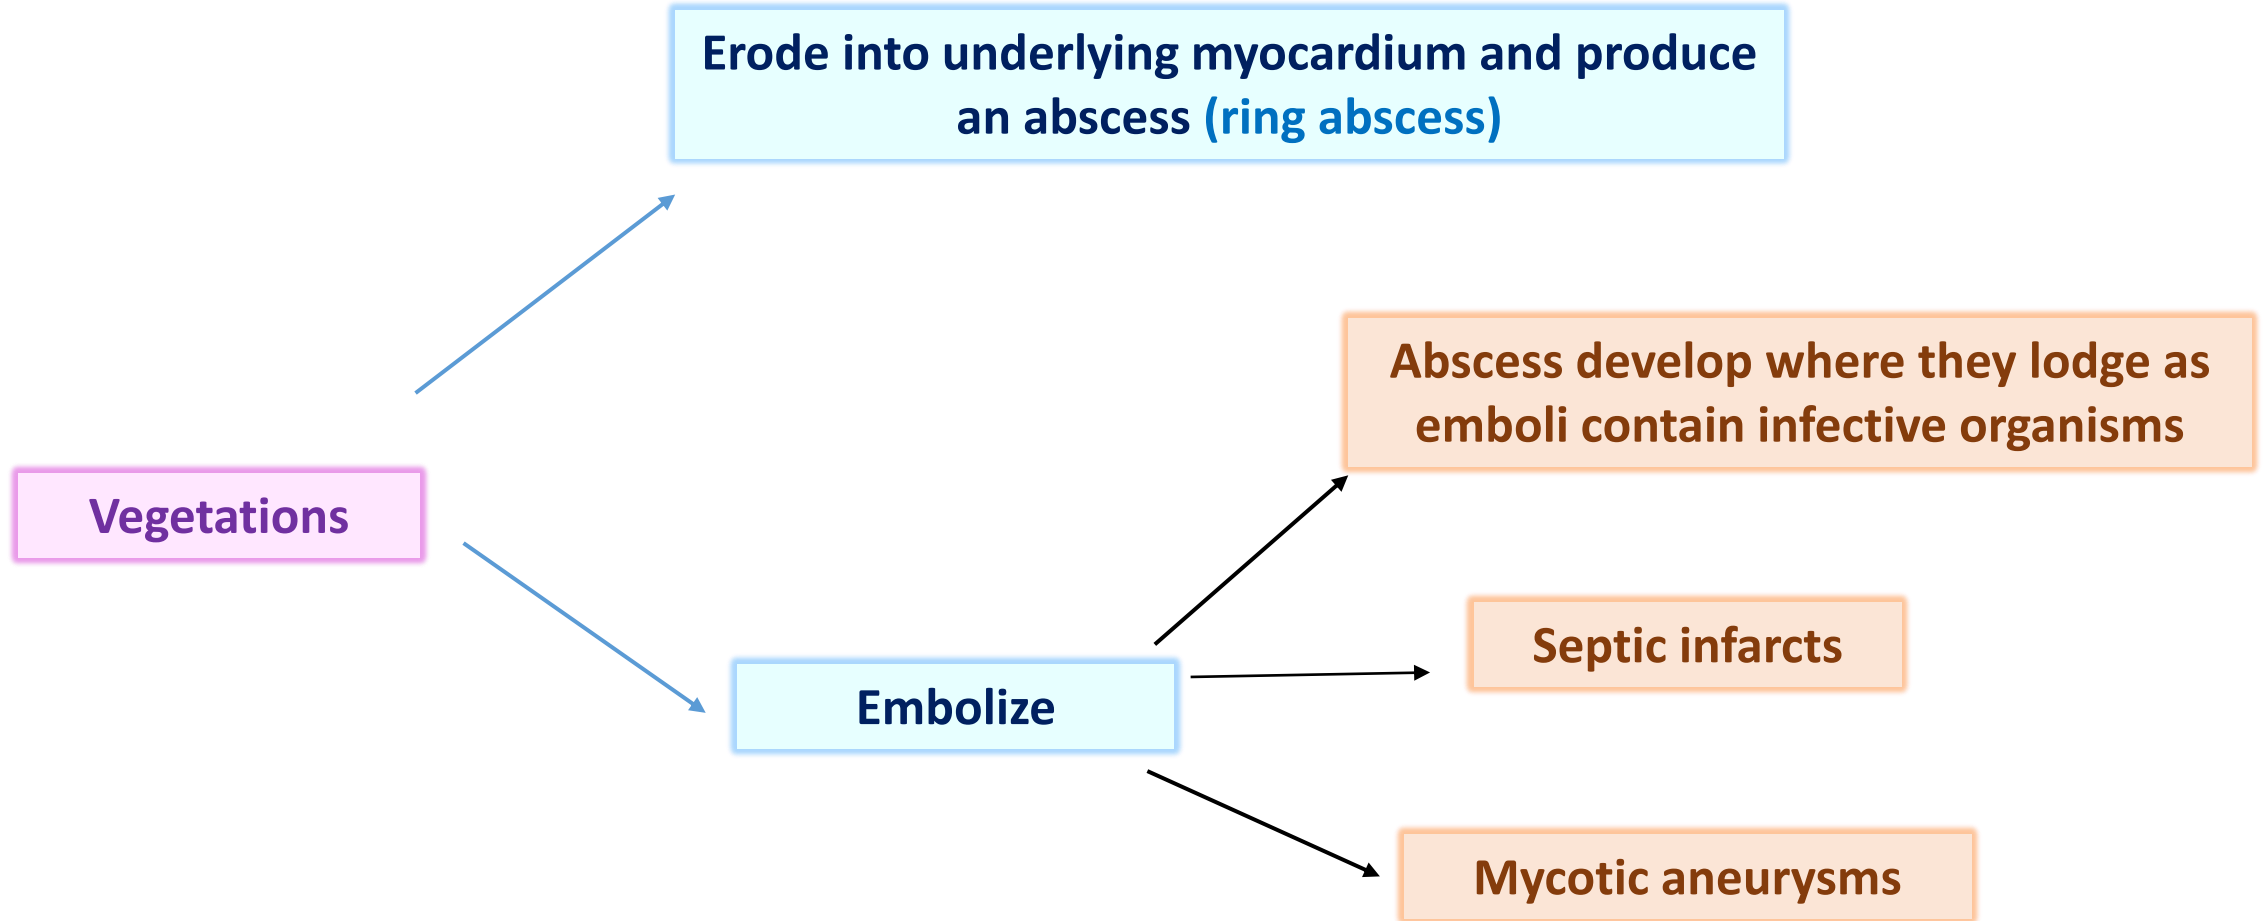 Erode into underlying myocardium and produce
an abscess (ring abscess)
Abscess develop where they lodge as
emboli contain infective organisms
Vegetations
Septic infarcts
Embolize
Mycotic aneurysms